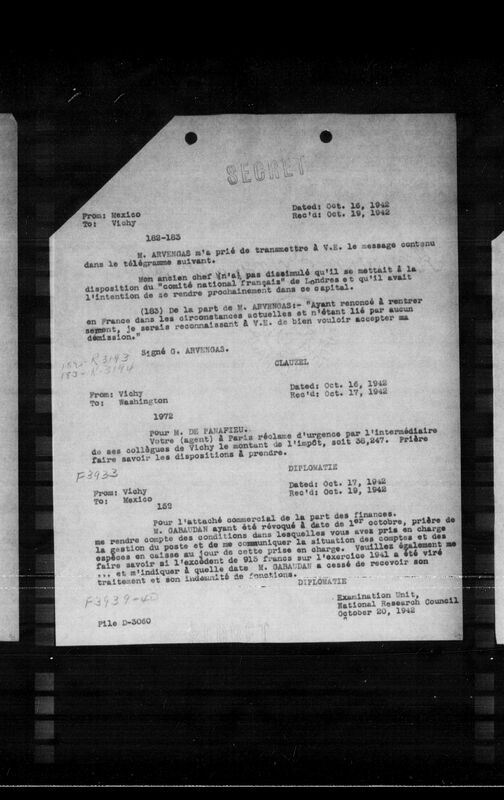 SECRET
From: Mexico
To: Vichy
Dated: Oct. 16, 1942
Rec'd: Oct. 19, 1942
182-183
M. ARVENGAS m'a prié de transmettre à V.E. le message contenu
dans le télégramme suivant.
Mon ancien chef (n'a) pas dissimulé qu'il se mettait à la
disposition du "comité national français" de Londres et qu'il avait
l'intention de se rendre prochainement dans ce capital.
(183) De la part de M. ARVENGAS:- "Ayant renoncé à rentrer
en France dans les circonstances actuelles et n'étant lié par aucun
serment, je serais reconnaissant à V.E. de bien vouloir accepter ma
démission."
Signé G. ARVENGAS.
182- R3193
183- R-3194
CLAUZEL
From: Vichy
To: Washington
Dated: Oct. 16, 1942
Rec'd: Oct. 17, 1942
1972
Pour M. DE PANAFIEU.
Votre (agent) à Paris réclame d'urgence par l'intermédiaire
de ses collègues de Vichy le montant de l'impôt, soit 36,247. Prière
faire savoir les dispositions à prendre.
F3933
DIPLOMATIE
From: Vichy
To: Mexico
Dated: Oct. 17, 1942
Rec'd: Oct. 19, 1942
152
Pour l'attaché commercial de la part des finances.
M. GABAUDAN ayant été révoqué à date de 1er octobre, prière de
me rendre compte des conditions dans lesquelles vous avez pris en charge
la gestion du poste et de me communiquer la situation des comptes et des
espèces en caisse au jour de cette prise en charge. Veuillez également me
faire savoir si l'excédent de 915 francs sur l'exercice 1941 a été viré
... et m'indiquer à quelle date M. GABAUDAN a cessé de recevoir son
traitement et son indemnité de fonctions.
DIPLOMATIE
F3939-40
File D-3060
Examination Unit,
National Research Council
October 20, 1942
SECRET